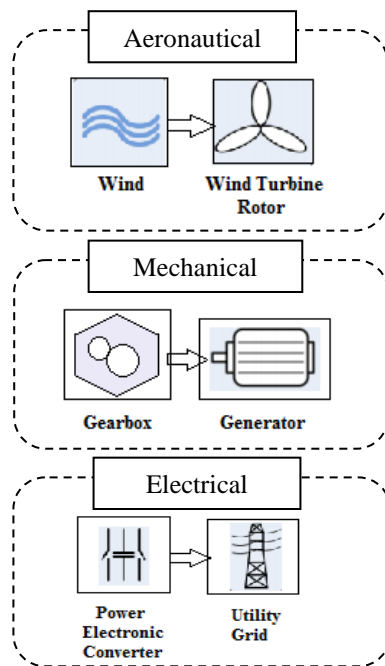 Aeronautical
Wind
Wind Turbine
Rotor
Mechanical
Gearbox
Generator
Electrical
Power
Electronic
Converter
Utility
Grid